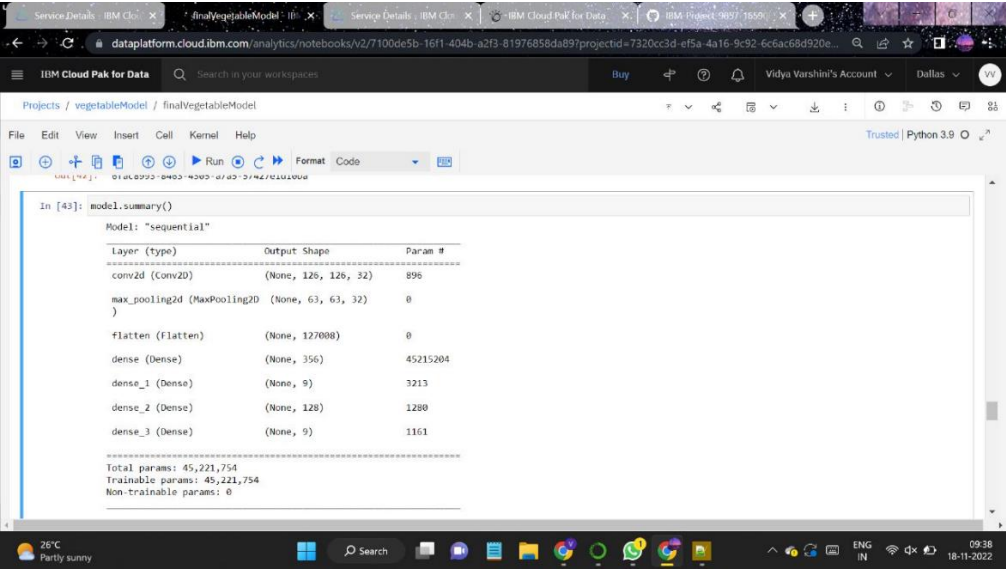 Service Details - IBM Clo
finalVegetableModel - IB
Service Details - IBM Clo
IBM Cloud Pak for Data
dataplatform.cloud.ibm.com/analytics/notebooks/v2/7100de5b-16f1-404b-a2f3-81976858da89?projectid=7320cc3d-ef5a-4a16-9c92-6c6ac68d920e...
IBM Cloud Pak for Data
Search in your workspaces
Buy
Vidya Varshini's Account
Dallas
VV
Projects / vegetableModel / finalVegetableModel
File Edit View Insert Cell Kernel Help
Trusted | Python 3.9
Run Format Code
In [43]: model.summary()
Model: "sequential"
Layer (type) Output Shape Param #
conv2d (Conv2D) (None, 126, 126, 32) 896
max_pooling2d (MaxPooling2D (None, 63, 63, 32) 0
)
flatten (Flatten) (None, 127008) 0
dense (Dense) (None, 356) 45215204
dense_1 (Dense) (None, 9) 3213
dense_2 (Dense) (None, 128) 1280
dense_3 (Dense) (None, 9) 1161
Total params: 45,221,754
Trainable params: 45,221,754
Non-trainable params: 0
26°C
Partly sunny
Search
ENG
IN
09:38
18-11-2022